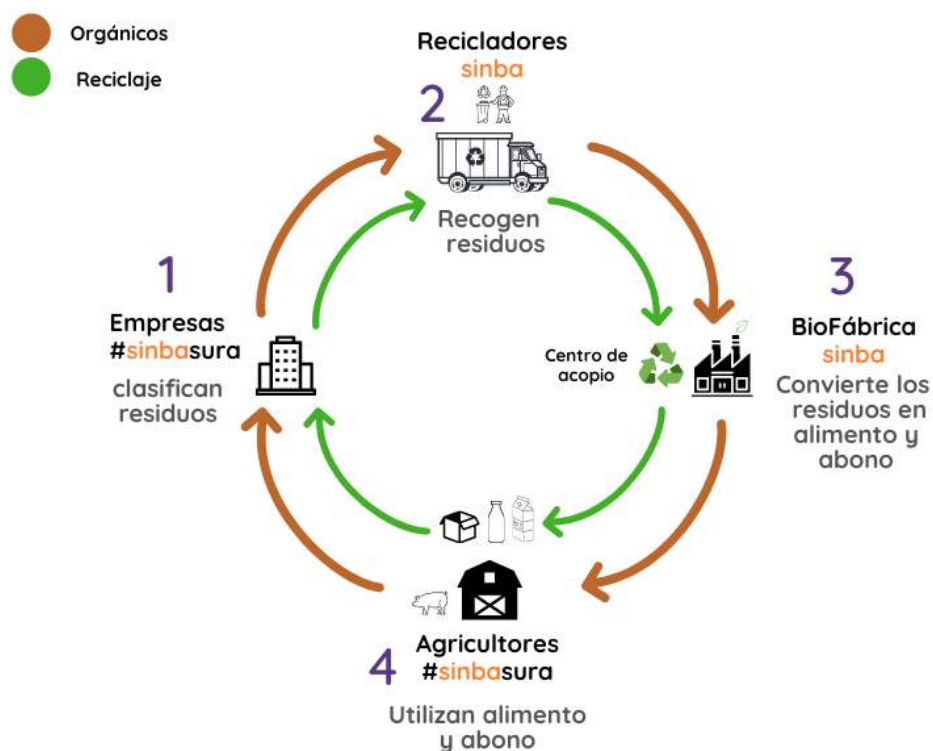 Orgánicos
Reciclaje
Recicladores
sinba
2
Recogen
residuos
1
Empresas
#sinbasura
clasifican
residuos
3
BioFábrica
sinba
Convierte los
residuos en
alimento y
abono
Centro de
acopio
4
Agricultores
#sinbasura
Utilizan alimento
y abono